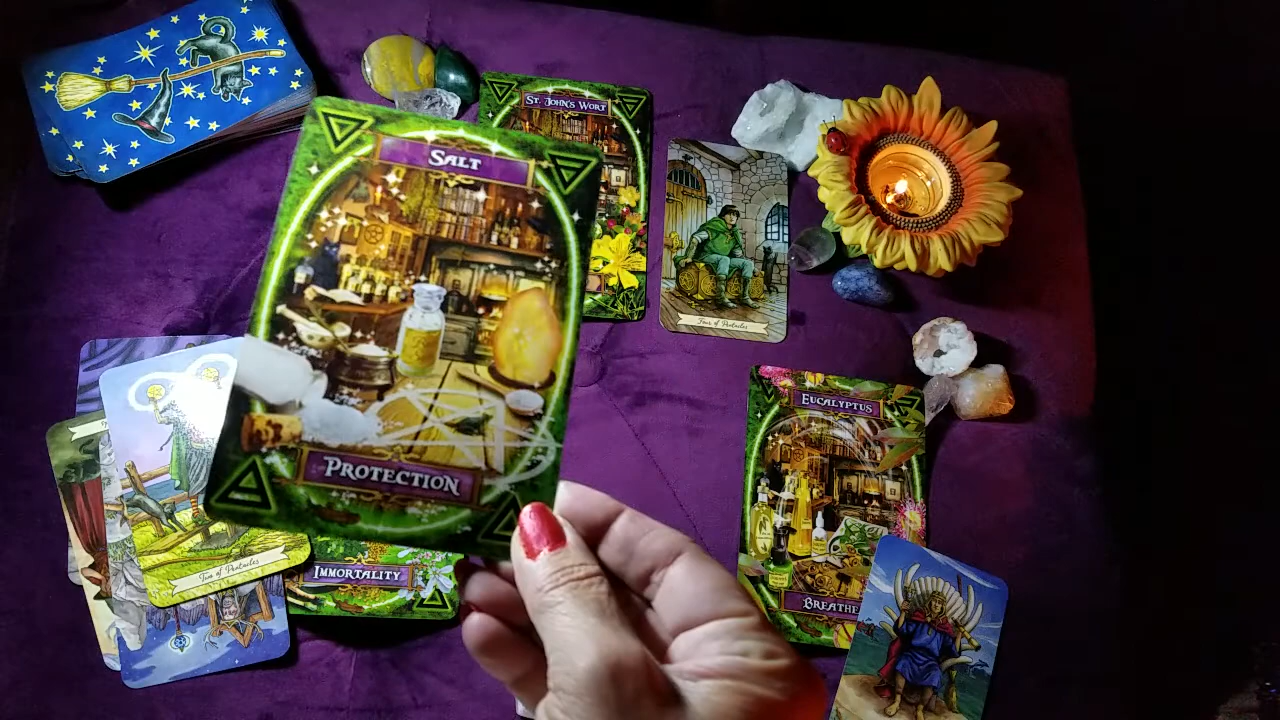 ST. JOHN'S WORT
SALT
PROTECTION
Four of Pentacles
EUCALYPTUS
BREATHE
Two of Pentacles
IMMORTALITY